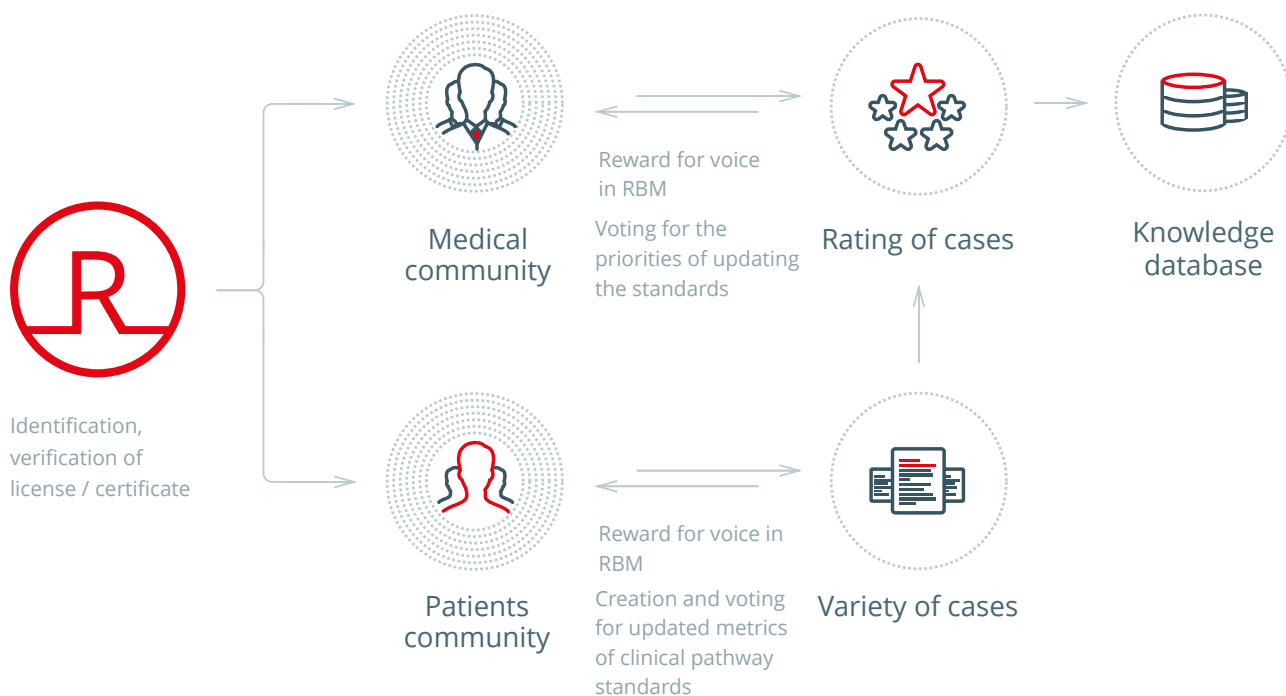 R
Identification,
verification of
license / certificate
Medical
community
Reward for voice
in RBM
Voting for the
priorities of updating
the standards
Rating of cases
Knowledge
database
Patients
community
Reward for voice in
RBM
Creation and voting
for updated metrics
of clinical pathway
standards
Variety of cases